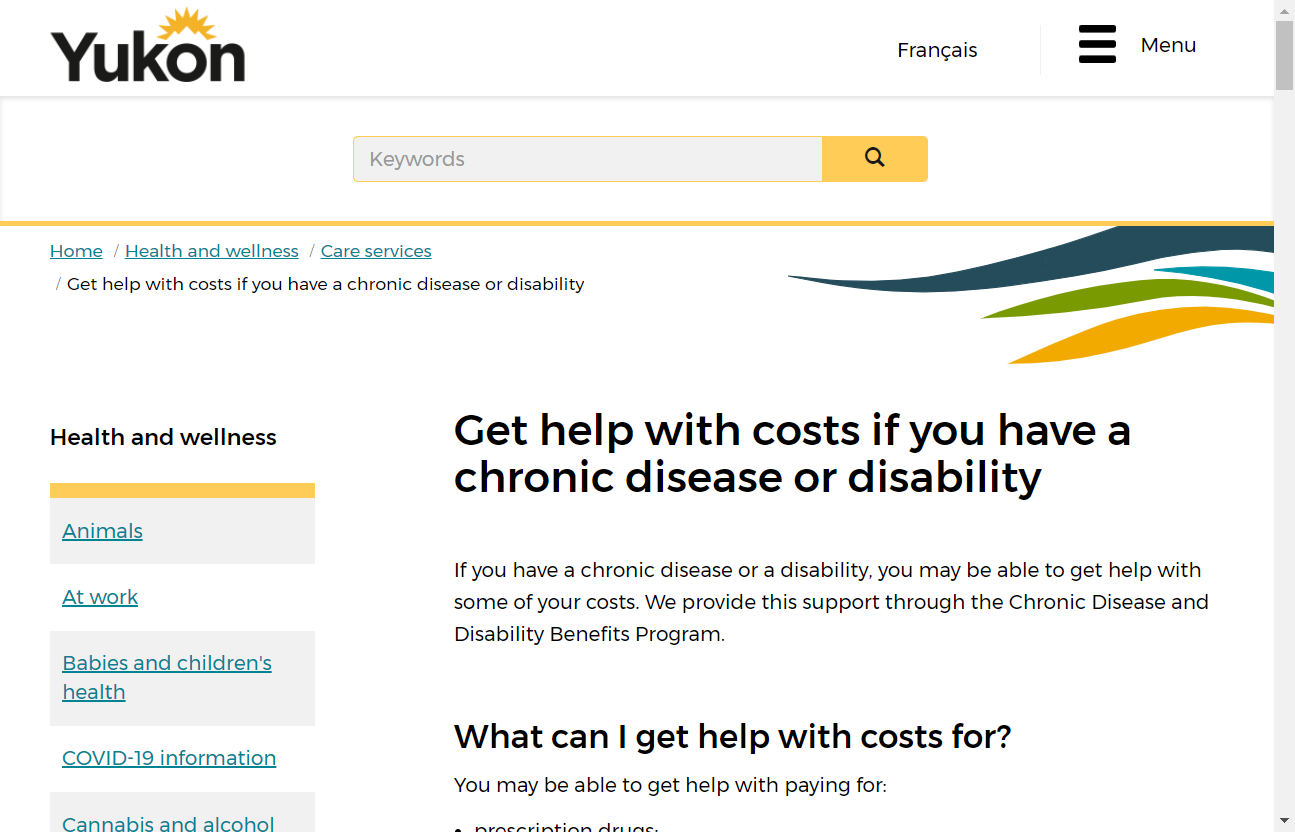 Yukon
Français
Menu
Keywords
Home / Health and wellness / Care services
/ Get help with costs if you have a chronic disease or disability
Health and wellness
Animals
At work
Babies and children's
health
COVID-19 information
Cannabis and alcohol
Get help with costs if you have a
chronic disease or disability
If you have a chronic disease or a disability, you may be able to get help with
some of your costs. We provide this support through the Chronic Disease and
Disability Benefits Program.
What can I get help with costs for?
You may be able to get help with paying for:
• prescription drugs;